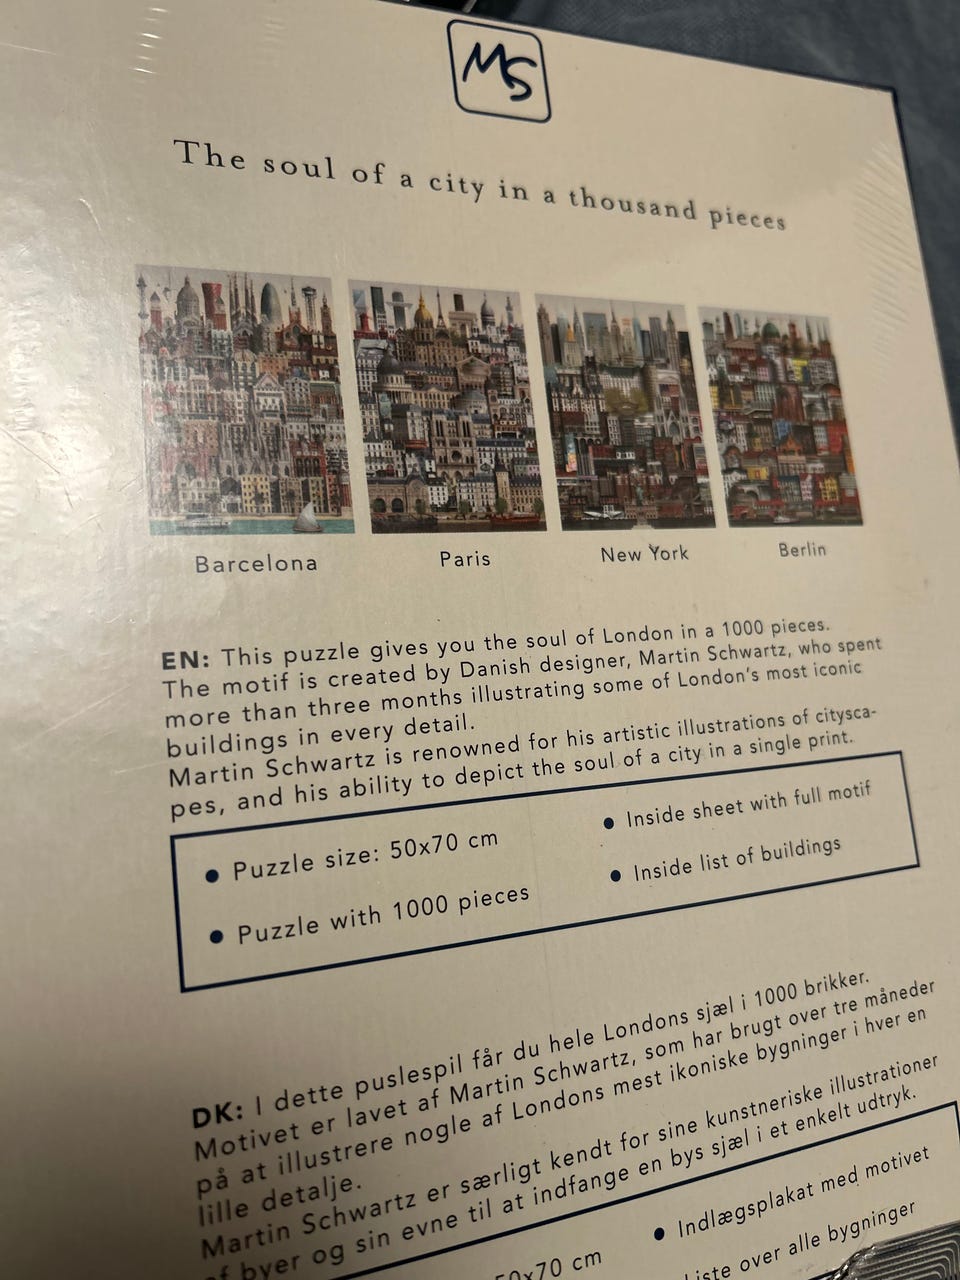 MS
The soul of a city in a thousand pieces
Barcelona
Paris
New York
Berlin
EN: This puzzle gives you the soul of London in a 1000 pieces.
The motif is created by Danish designer, Martin Schwartz, who spent
more than three months illustrating some of London's most iconic
buildings in every detail.
Martin Schwartz is renowned for his artistic illustrations of citysca-
pes, and his ability to depict the soul of a city in a single print.
• Puzzle size: 50x70 cm
• Puzzle with 1000 pieces
• Inside sheet with full motif
• Inside list of buildings
DK: I dette puslespil får du hele Londons sjæl i 1000 brikker.
Motivet er lavet af Martin Schwartz, som har brugt over tre måneder
på at illustrere nogle af Londons mest ikoniske bygninger i hver en
lille detalje.
Martin Schwartz er særligt kendt for sine kunstneriske illustrationer
af byer og sin evne til at indfange en bys sjæl i et enkelt udtryk.
50x70 cm
• Indlægsplakat med motivet
Liste over alle bygninger